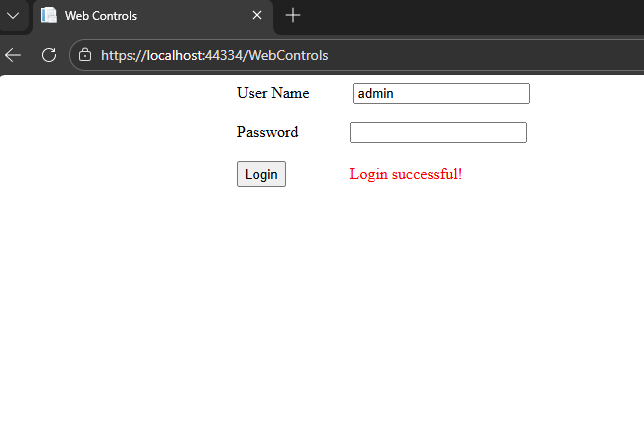 Web Controls
https://localhost:44334/WebControls
User Name admin
Password
Login Login successful!